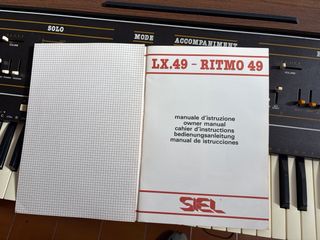 SOLO
MODE
ACCOMPANIMENT
LX.49 - RITMO 49
manuale d'istruzione
owner manual
cahier d'instructions
bedienungsanleitung
manual de istrucciones
SIEL